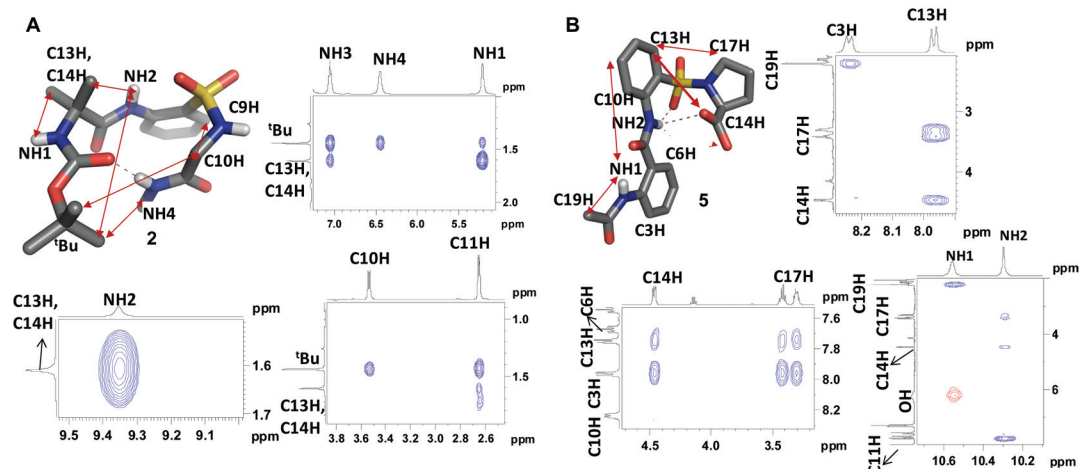 A
C13H,
C14H
NH2
C9H
NH1
C10H
NH4
tBu
2
NH3 NH4 NH1
ppm
tBu
C13H,
C14H
1.5
2.0
7.0 6.5 6.0 5.5 ppm
C13H,
C14H
NH2
ppm
1.6
1.7
9.5 9.4 9.3 9.2 9.1 ppm
C10H C11H
ppm
tBu
C13H,
C14H
1.0
1.5
3.8 3.6 3.4 3.2 3.0 2.8 2.6 ppm
B
C13H
C17H
C10H
NH2
C14H
C6H
NH1
C19H
5
C3H
C3H C13H
ppm
C19H
C17H
C14H
3
4
8.2 8.1 8.0 ppm
C14H C17H
ppm
C6H
C13H
C3H
C10H
7.6
7.8
8.0
8.2
4.5 4.0 3.5 ppm
NH1 NH2
ppm
C19H
C17H
C14H
OH
C11H
4
6
10.6 10.4 10.2 ppm